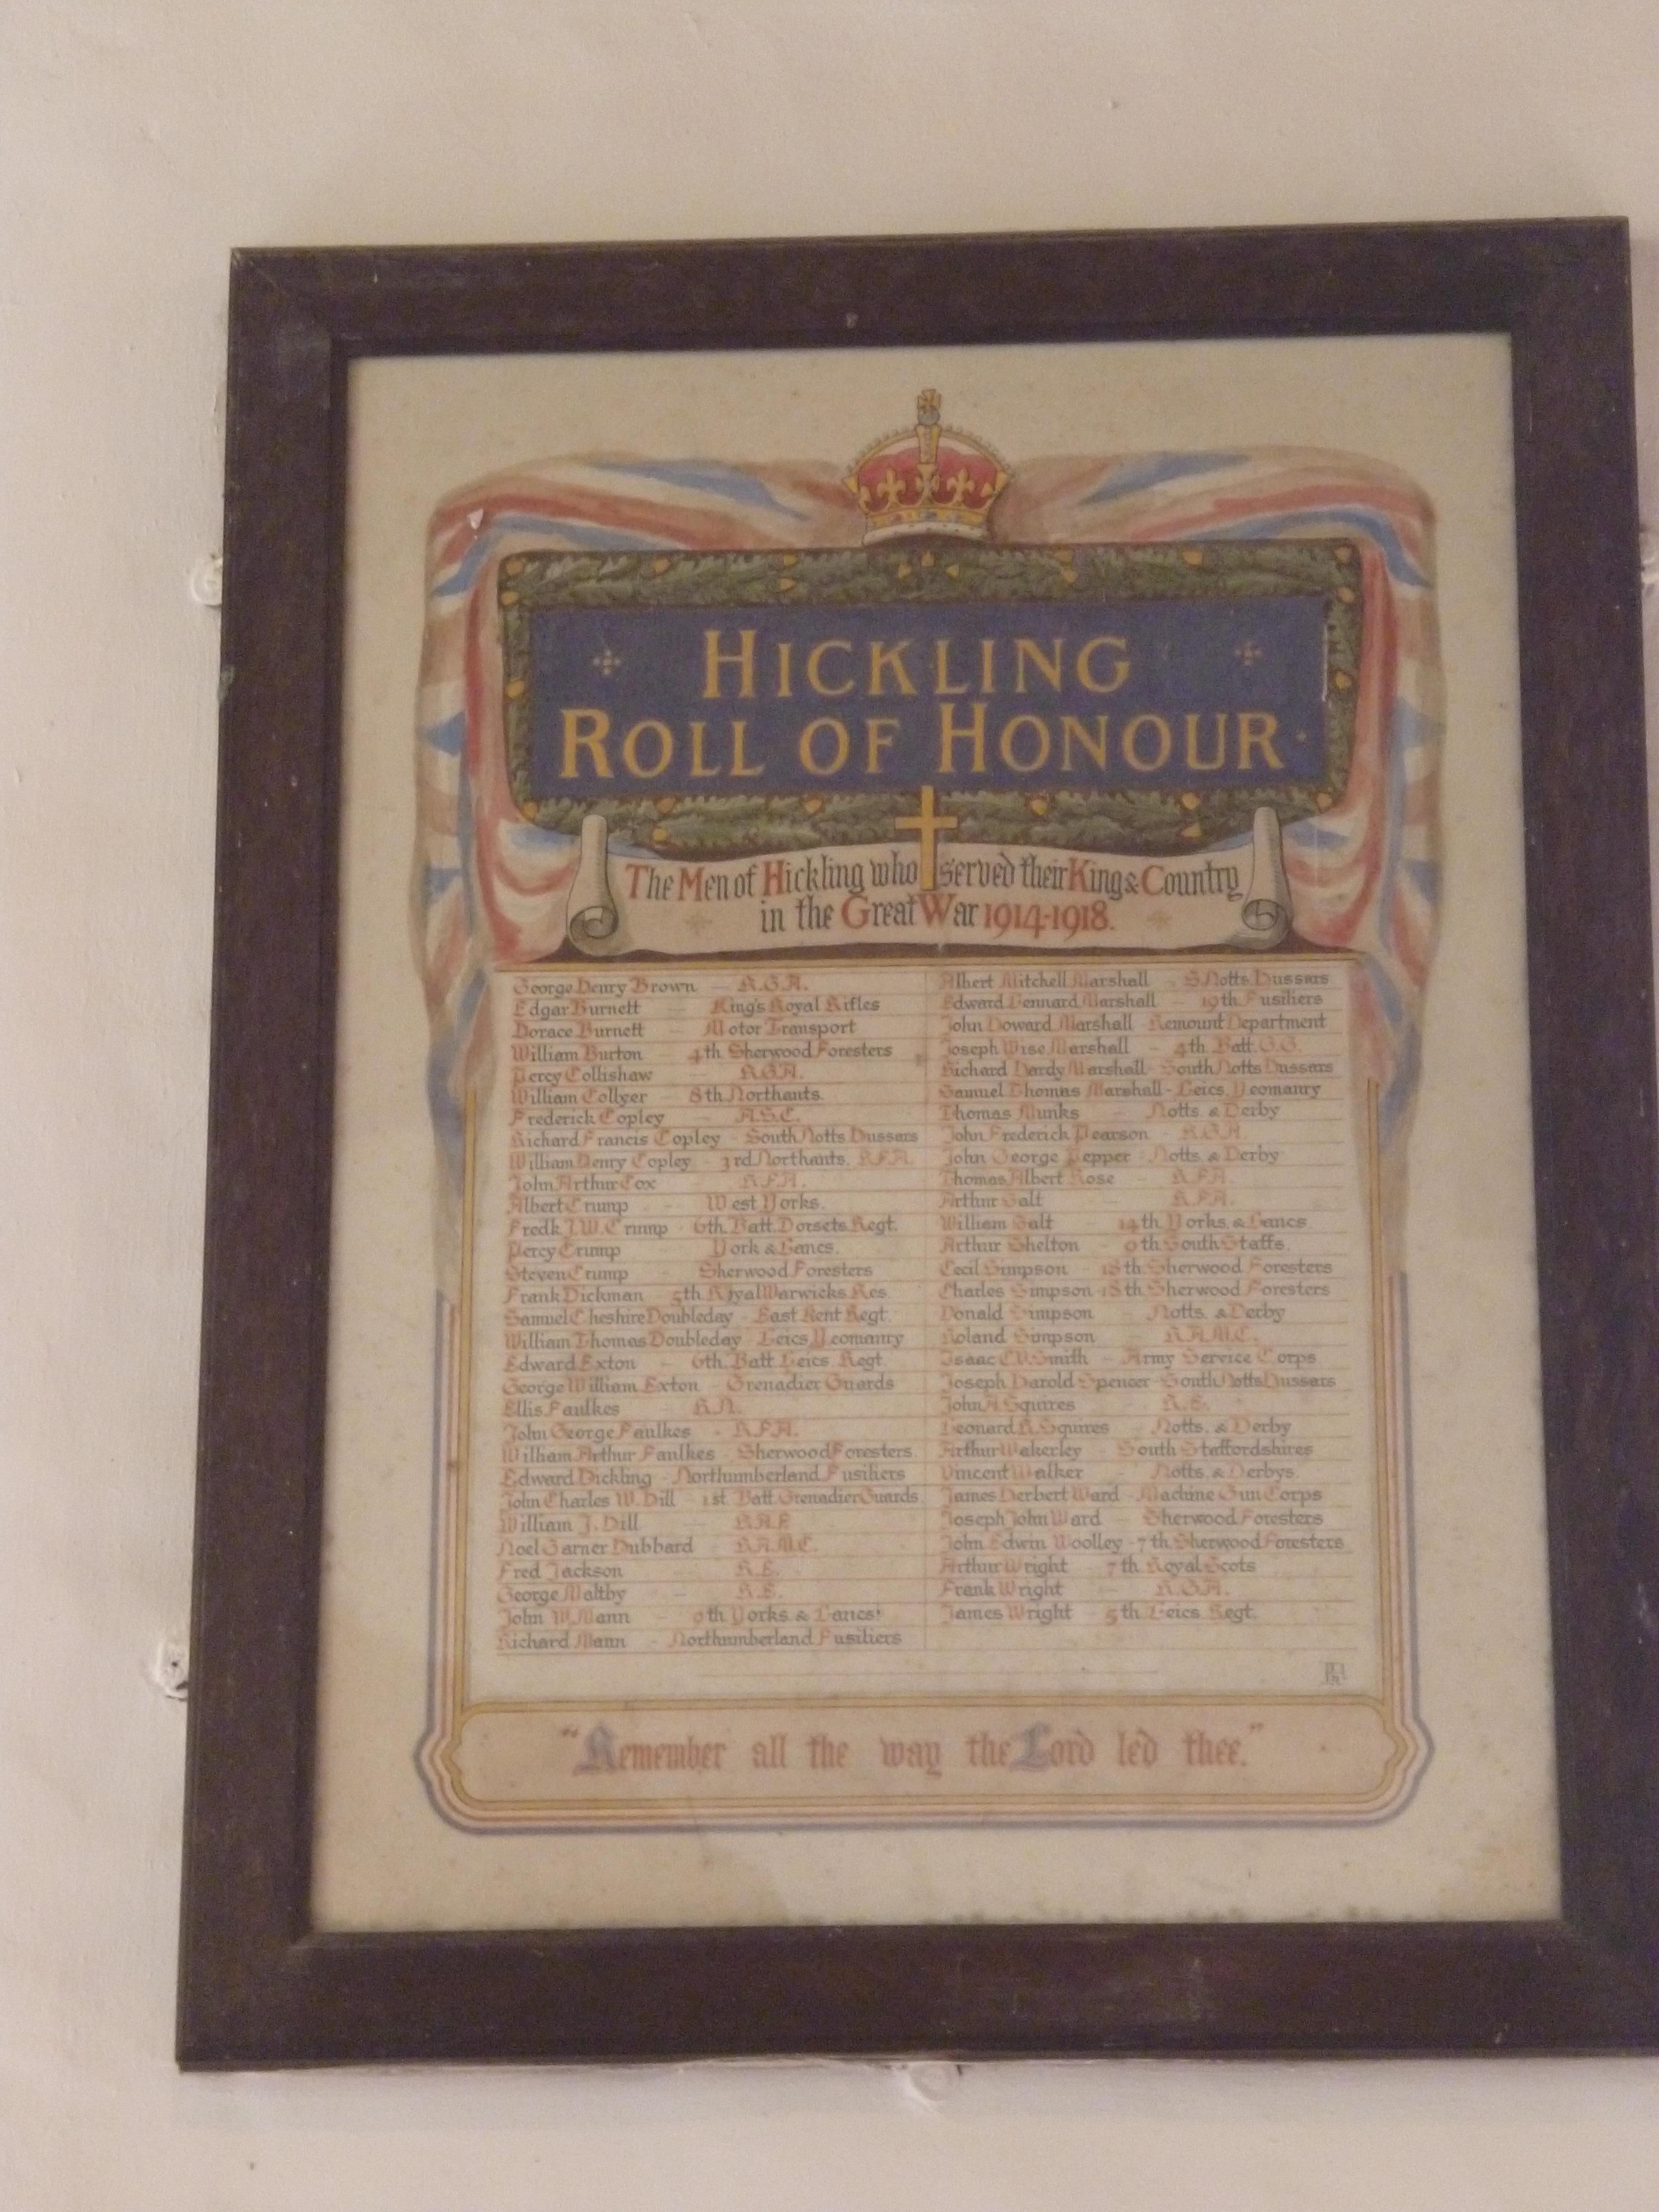 HICKLING
ROLL OF HONOUR
The Men of Hickling who served their King & Country
in the Great War 1914-1918.
George Henry Brown — R.G.A.
Edgar Burnett — King's Royal Rifles
Horace Burnett — Motor Transport
William Burton — 4th Sherwood Foresters
Percy Collishaw — R.G.A.
William Collyer — 8th Northants.
Frederick Copley — A.S.C.
Richard Francis Copley - South Notts Hussars
William Henry Copley - 3rd Northants. R.F.A.
John Arthur Cox - R.F.A.
Albert Crump - West Yorks.
Fredk J.W. Crump - 6th. Batt. Dorsets Regt.
Percy Crump York & Lancs.
Steven Crump - Sherwood Foresters
Frank Dickman - 5th Royal Warwicks Res.
Samuel Cheshire Doubleday - East Kent Regt.
William Thomas Doubleday - Leics Yeomanry
Edward Exton - 6th Batt Leics Regt.
George William Exton - Grenadier Guards
Ellis Faulkes - R.N.
John George Faulkes - R.F.A.
William Arthur Faulkes - Sherwood Foresters.
Edward Hickling - Northumberland Fusiliers
John Charles W. Hill - 1st Batt Grenadier Guards
William J. Hill R.A.F.
Noel Garner Hubbard - R.A.M.C.
Fred Jackson - R.E.
George Maltby - R.E.
John W. Mann - 9th Yorks. & Lancs!
Richard Mann - Northumberland Fusiliers
Albert Mitchell Marshall - S Notts Hussars
Edward Hennard Marshall - 19th Fusiliers
John Howard Marshall - Remount Department
Joseph Wise Marshall - 4th. Batt. G.G.
Richard Hardy Marshall - South Notts Hussars
Samuel Thomas Marshall - Leics. Yeomanry
Thomas Munks - Notts. & Derby
John Frederick Pearson - R.G.A.
John George Pepper - Notts. & Derby
Thomas Albert Rose - R.F.A.
Arthur Salt - R.F.A.
William Salt - 14th Yorks. & Lancs
Arthur Shelton - 9th South Staffs.
Cecil Simpson - 18th Sherwood Foresters
Charles Simpson - 18th Sherwood Foresters
Donald Simpson - Notts. & Derby
Roland Simpson R.A.M.C.
Isaac Smith - Army Service Corps
Joseph Harold Spencer - South Notts Hussars
John A Squires - R.E.
Leonard R. Squires - Notts. & Derby
Arthur Wakerley - South Staffordshires
Vincent Walker - Notts. & Derbys.
James Herbert Ward - Machine Gun Corps
Joseph John Ward - Sherwood Foresters
John Edwin Woolley - 7th Sherwood Foresters
Arthur Wright - 7th Royal Scots
Frank Wright - R.G.A.
James Wright - 5th Leics. Regt.
"Remember all the way the Lord led thee."